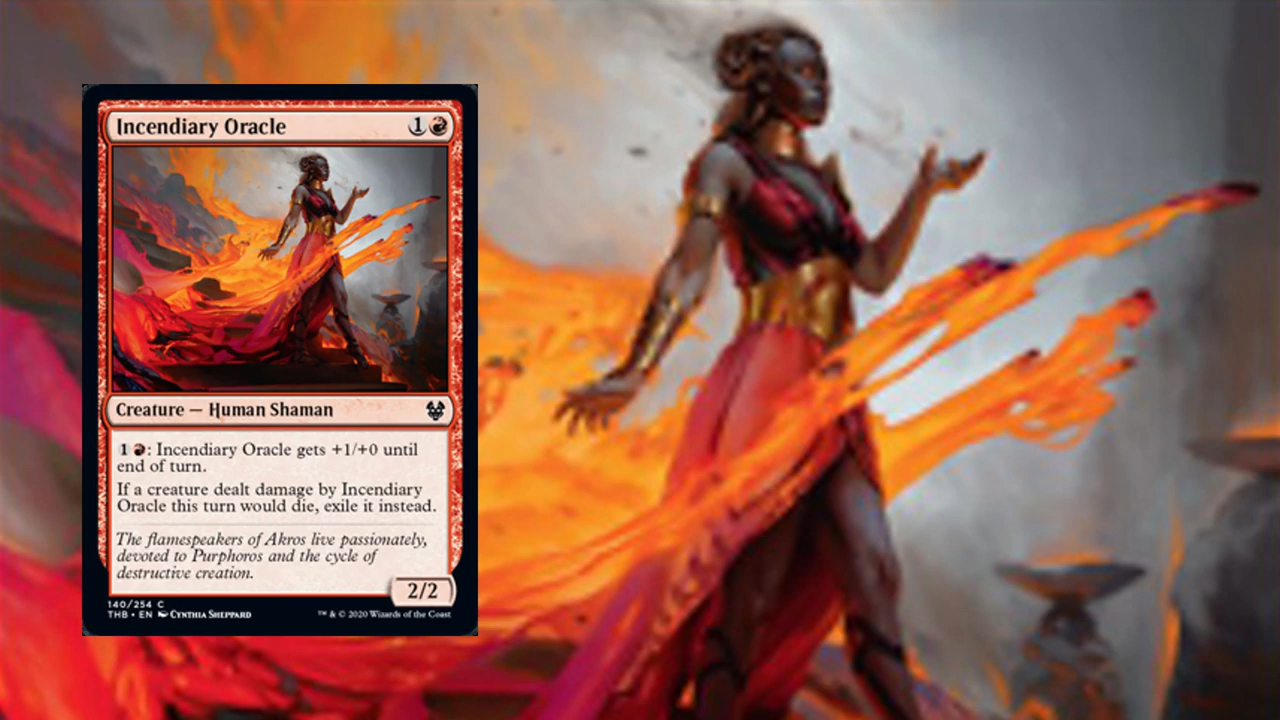 Incendiary Oracle 1
Creature — Human Shaman
1 : Incendiary Oracle gets +1/+0 until
end of turn.
If a creature dealt damage by Incendiary
Oracle this turn would die, exile it instead.
The flamespeakers of Akros live passionately,
devoted to Purphoros and the cycle of
destructive creation.
2/2
140/254 C
THB • EN Cynthia Sheppard
™ & © 2020 Wizards of the Coast